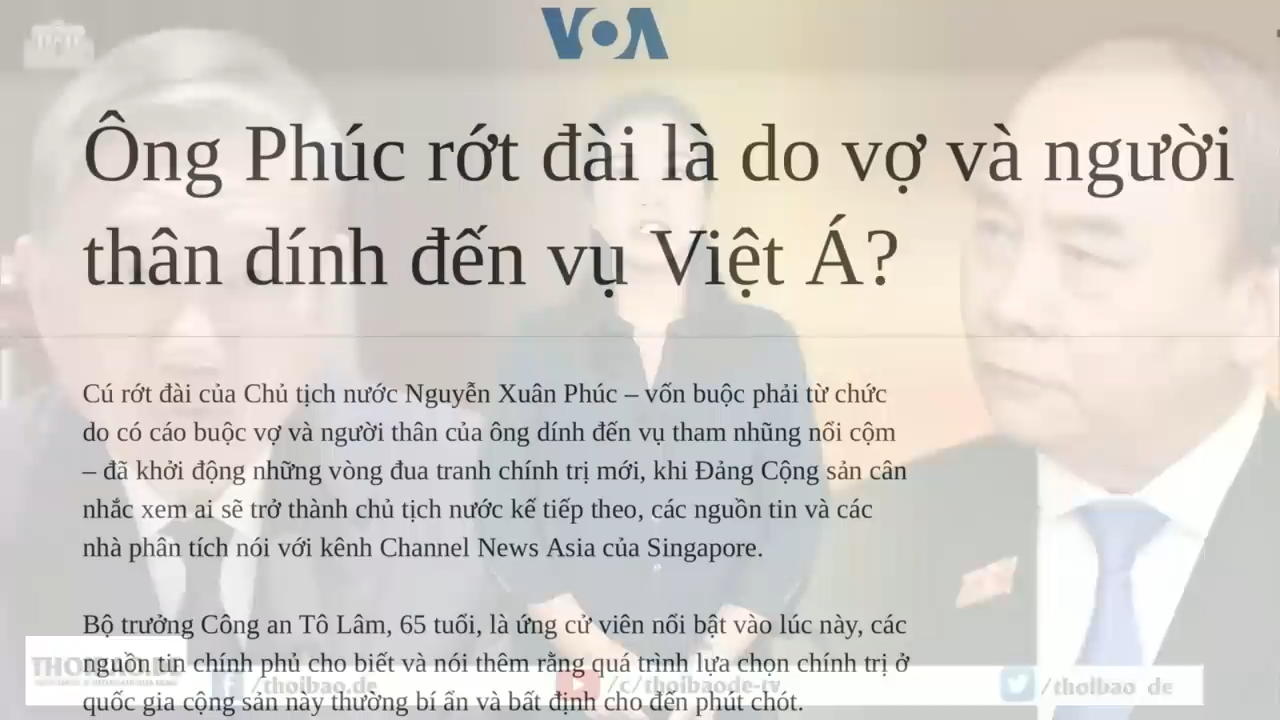 VOA
Ông Phúc rớt đài là do vợ và người
thân dính đến vụ Việt Á?
Cú rớt đài của Chủ tịch nước Nguyễn Xuân Phúc – vốn buộc phải từ chức
do có cáo buộc vợ và người thân của ông dính đến vụ tham nhũng nổi cộm
– đã khởi động những vòng đua tranh chính trị mới, khi Đảng Cộng sản cân
nhắc xem ai sẽ trở thành chủ tịch nước kế tiếp theo, các nguồn tin và các
nhà phân tích nói với kênh Channel News Asia của Singapore.
Bộ trưởng Công an Tô Lâm, 65 tuổi, là ứng cử viên nổi bật vào lúc này, các
nguồn tin chính phủ cho biết và nói thêm rằng quá trình lựa chọn chính trị ở
quốc gia cộng sản này thường bí ẩn và bất định cho đến phút chót.
THOIBAO.DE
/thoibao.de
/c/thoibaode-tv
/thoibao_de